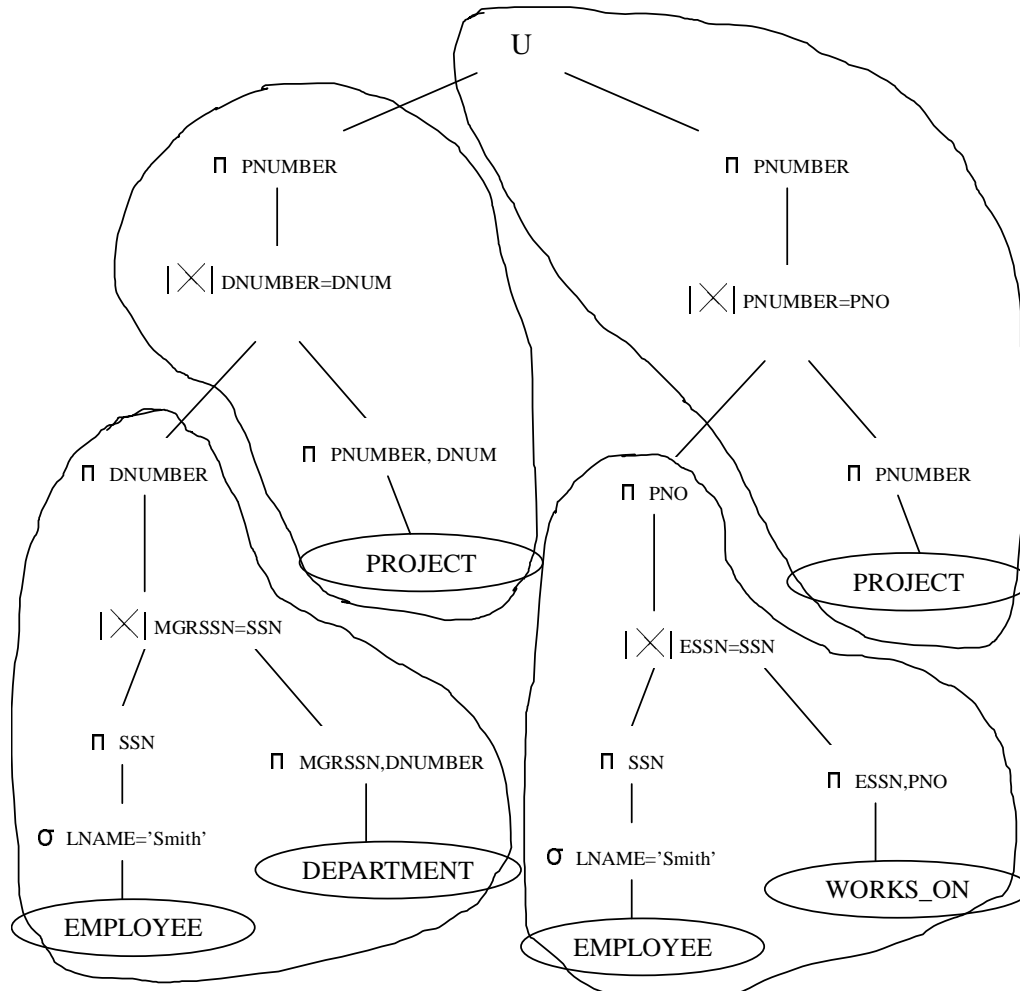 U
Π PNUMBER
Π PNUMBER
|×| DNUMBER=DNUM
|×| PNUMBER=PNO
Π DNUMBER
Π PNUMBER, DNUM
Π PNO
Π PNUMBER
PROJECT
PROJECT
|×| MGRSSN=SSN
|×| ESSN=SSN
Π SSN
Π MGRSSN,DNUMBER
Π SSN
Π ESSN,PNO
σ LNAME='Smith'
DEPARTMENT
σ LNAME='Smith'
WORKS_ON
EMPLOYEE
EMPLOYEE